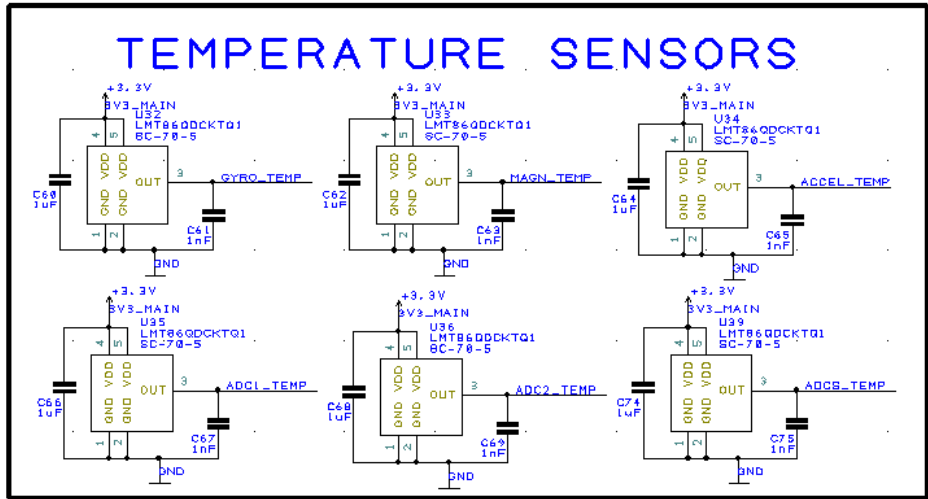 TEMPERATURE SENSORS
+3.3V
3V3_MAIN
U32
LMT86QDCKTQ1
SC-70-5
4 5
GND VDD
GND VDD
OUT
3
GYRO_TEMP
C60
1uF
C61
1nF
1 2
GND
+3.3V
3V3_MAIN
U33
LMT86QDCKTQ1
SC-70-5
4 5
GND VDD
GND VDD
OUT
3
MAGN_TEMP
C62
1uF
C63
1nF
1 2
GND
+3.3V
3V3_MAIN
U34
LMT86QDCKTQ1
SC-70-5
4 5
GND VDD
GND VDD
OUT
3
ACCEL_TEMP
C64
1uF
C65
1nF
1 2
GND
+3.3V
3V3_MAIN
U35
LMT86QDCKTQ1
SC-70-5
4 5
GND VDD
GND VDD
OUT
3
ADC1_TEMP
C66
1uF
C67
1nF
1 2
GND
+3.3V
3V3_MAIN
U36
LMT86QDCKTQ1
SC-70-5
4 5
GND VDD
GND VDD
OUT
3
ADC2_TEMP
C68
1uF
C69
1nF
1 2
GND
+3.3V
3V3_MAIN
U39
LMT86QDCKTQ1
SC-70-5
4 5
GND VDD
GND VDD
OUT
3
ADCS_TEMP
C74
1uF
C75
1nF
1 2
GND